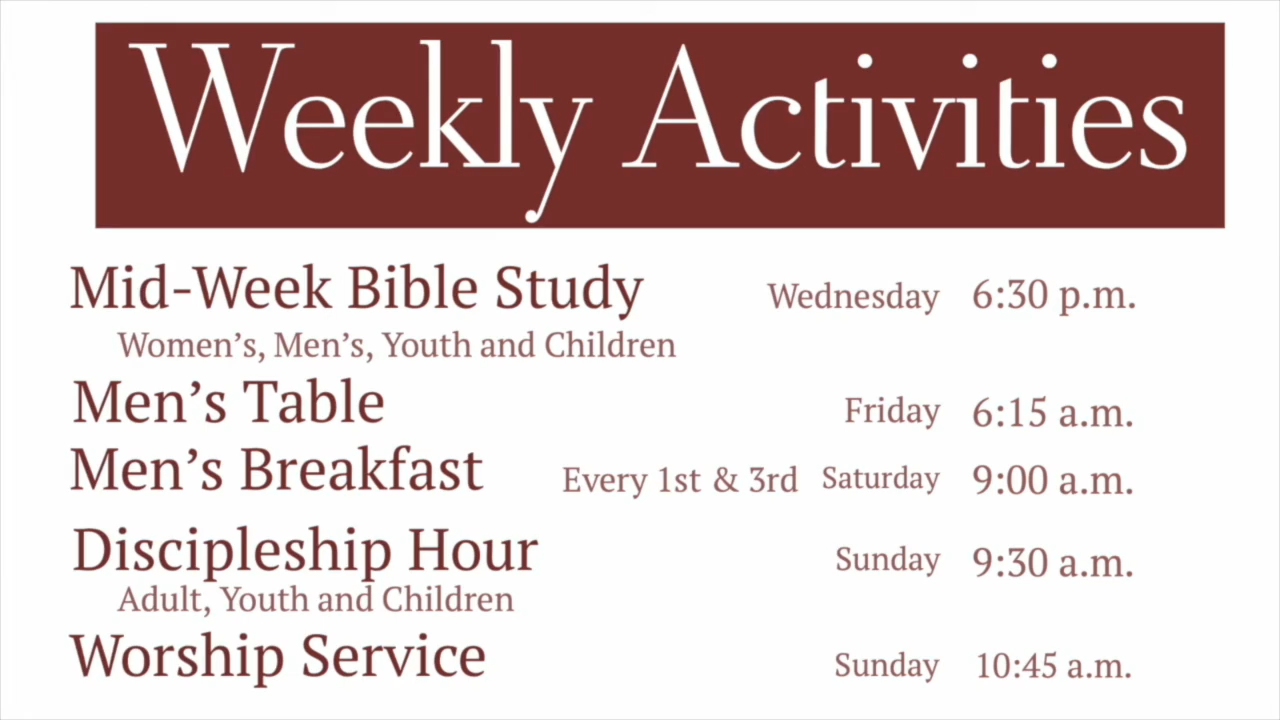 Weekly Activities
Mid-Week Bible Study Wednesday 6:30 p.m.
Women’s, Men’s, Youth and Children
Men’s Table Friday 6:15 a.m.
Men’s Breakfast Every 1st & 3rd Saturday 9:00 a.m.
Discipleship Hour Sunday 9:30 a.m.
Adult, Youth and Children
Worship Service Sunday 10:45 a.m.